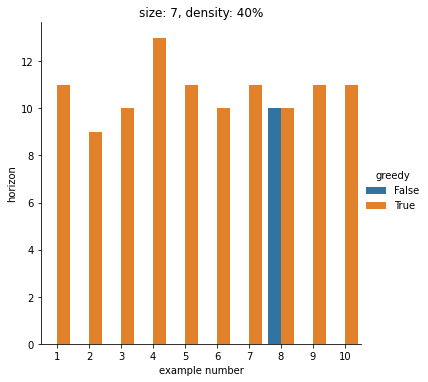 size: 7, density: 40%
12
10
8
6
4
2
0
horizon
1 2 3 4 5 6 7 8 9 10
example number
greedy
False
True